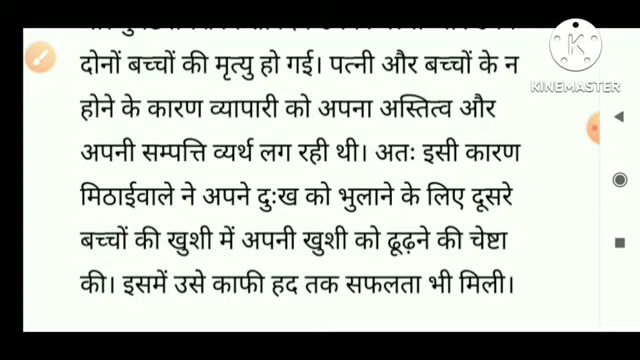 दोनों बच्चों की मृत्यु हो गई। पत्नी और बच्चों के न
होने के कारण व्यापारी को अपना अस्तित्व और
अपनी सम्पत्ति व्यर्थ लग रही थी। अतः इसी कारण
मिठाईवाले ने अपने दुःख को भुलाने के लिए दूसरे
बच्चों की खुशी में अपनी खुशी को ढूढ़ने की चेष्टा
की। इसमें उसे काफी हद तक सफलता भी मिली।
K
KINEMASTER